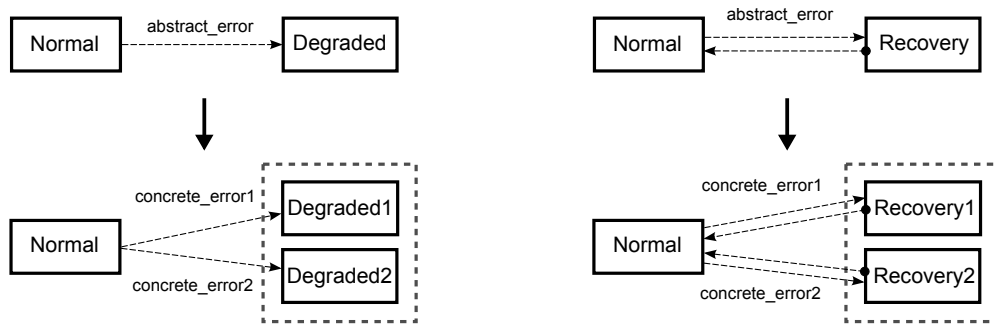 Normal
abstract_error
Degraded
Normal
concrete_error1
Degraded1
Degraded2
concrete_error2
abstract_error
Normal
Recovery
concrete_error1
Recovery1
Normal
Recovery2
concrete_error2